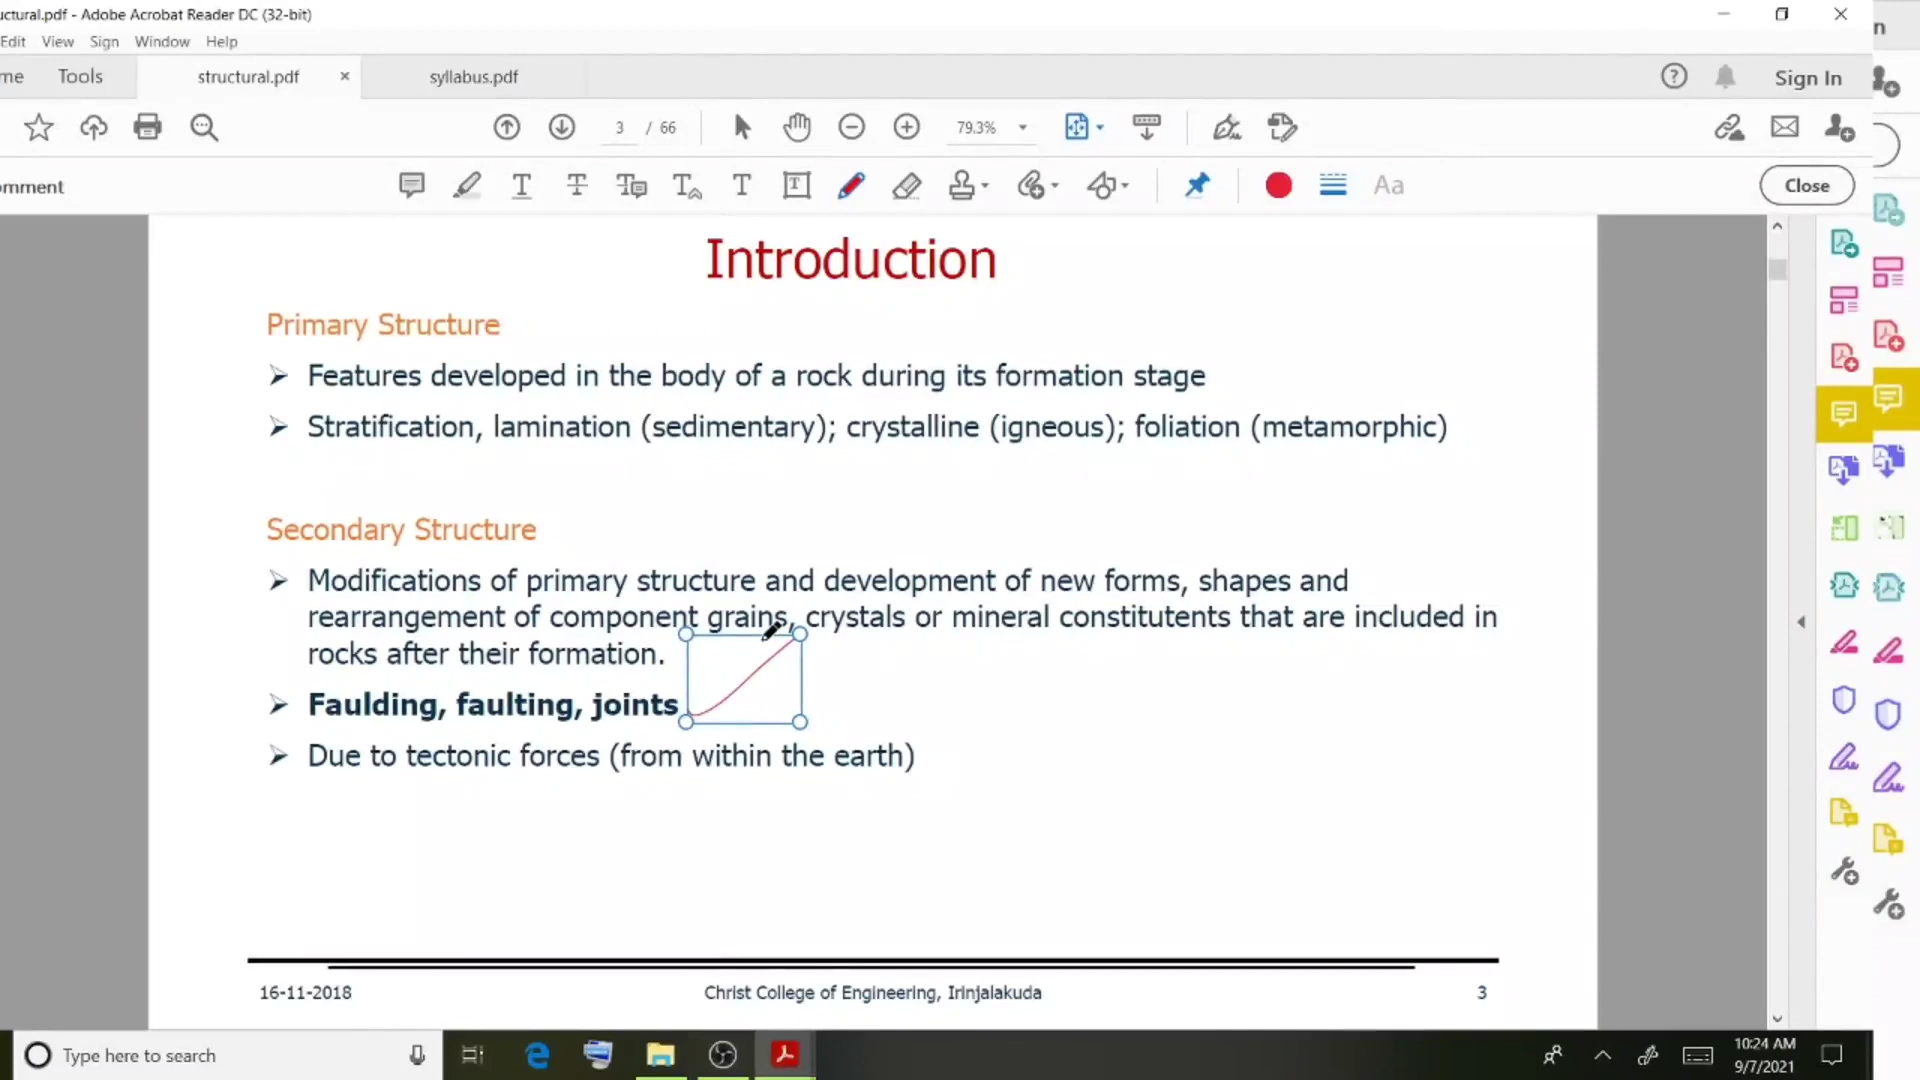 uctural.pdf - Adobe Acrobat Reader DC (32-bit)
Edit View Sign Window Help
me Tools structural.pdf × syllabus.pdf Sign In
3 / 66 79.3%
omment Aa Close
Introduction
Primary Structure
Features developed in the body of a rock during its formation stage
Stratification, lamination (sedimentary); crystalline (igneous); foliation (metamorphic)
Secondary Structure
Modifications of primary structure and development of new forms, shapes and
rearrangement of component grains, crystals or mineral constitutents that are included in
rocks after their formation.
Faulding, faulting, joints
Due to tectonic forces (from within the earth)
16-11-2018 Christ College of Engineering, Irinjalakuda 3
Type here to search 10:24 AM
9/7/2021